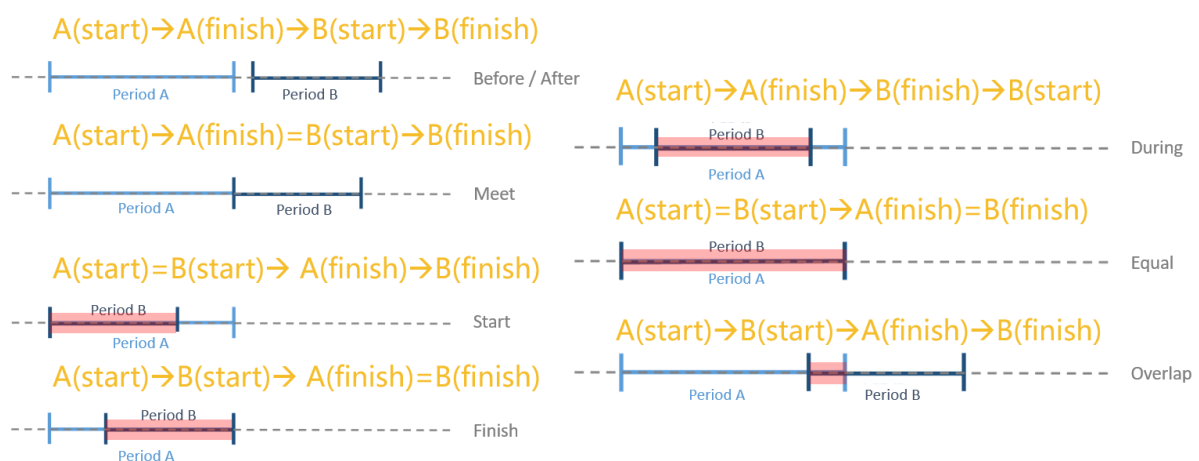 A(start)→A(finish)→B(start)→B(finish)
Before / After
Period A
Period B
A(start)→A(finish)=B(start)→B(finish)
Meet
Period A
Period B
A(start)=B(start)→ A(finish)→B(finish)
Period B
Start
Period A
A(start)→B(start)→ A(finish)=B(finish)
Period B
Finish
Period A
A(start)→A(finish)→B(finish)→B(start)
Period B
During
Period A
A(start)=B(start)→A(finish)=B(finish)
Period B
Equal
Period A
A(start)→B(start)→A(finish)→B(finish)
Overlap
Period A
Period B